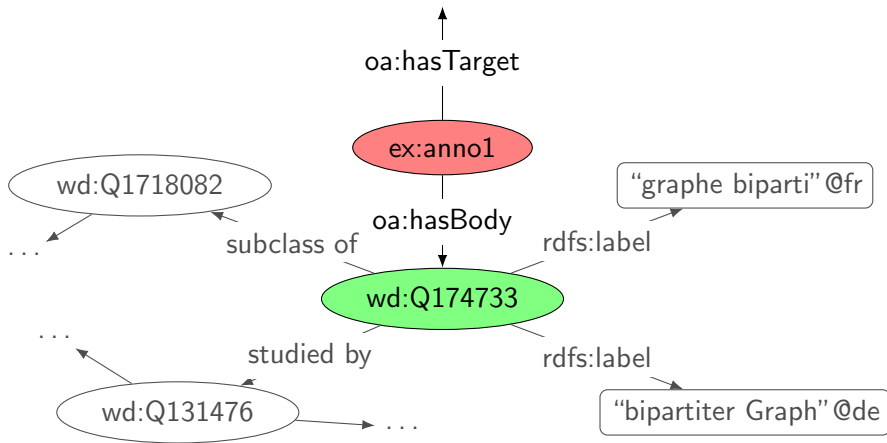 oa:hasTarget
ex:anno1
wd:Q1718082
“graphe biparti”@fr
oa:hasBody
subclass of
rdfs:label
...
wd:Q174733
...
studied by
rdfs:label
wd:Q131476
“bipartiter Graph”@de
...